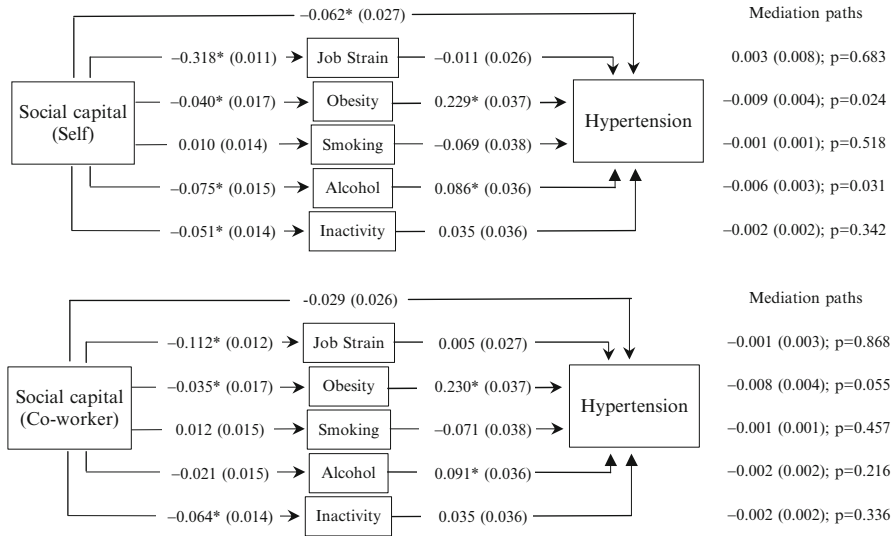 –0.062* (0.027) Mediation paths
–0.318* (0.011) Job Strain –0.011 (0.026) 0.003 (0.008); p=0.683
Social capital
(Self)
–0.040* (0.017) Obesity 0.229* (0.037) –0.009 (0.004); p=0.024
Hypertension
0.010 (0.014) Smoking –0.069 (0.038) –0.001 (0.001); p=0.518
–0.075* (0.015) Alcohol 0.086* (0.036) –0.006 (0.003); p=0.031
–0.051* (0.014) Inactivity 0.035 (0.036) –0.002 (0.002); p=0.342
-0.029 (0.026) Mediation paths
–0.112* (0.012) Job Strain 0.005 (0.027) –0.001 (0.003); p=0.868
Social capital
(Co-worker)
–0.035* (0.017) Obesity 0.230* (0.037) –0.008 (0.004); p=0.055
Hypertension
0.012 (0.015) Smoking –0.071 (0.038) –0.001 (0.001); p=0.457
–0.021 (0.015) Alcohol 0.091* (0.036) –0.002 (0.002); p=0.216
–0.064* (0.014) Inactivity 0.035 (0.036) –0.002 (0.002); p=0.336